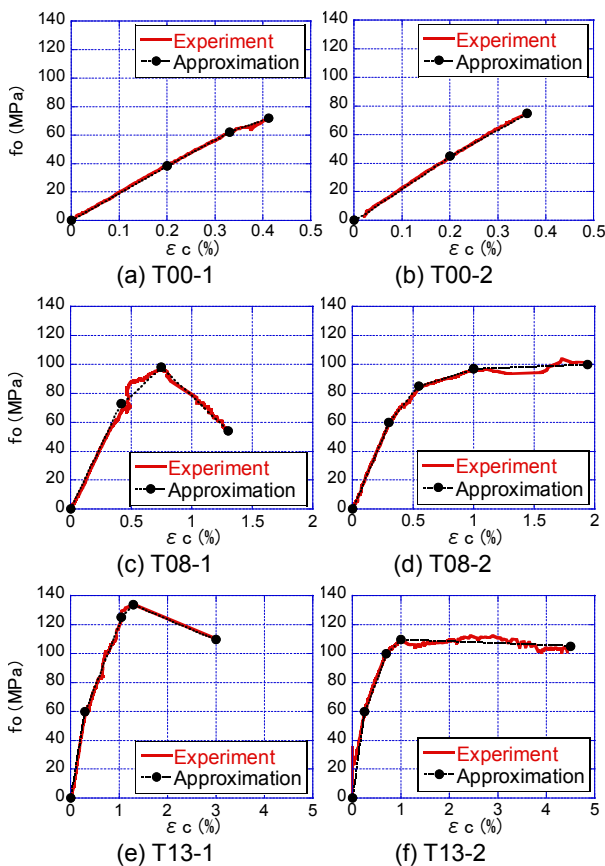 140
120
100
80
60
40
20
0
fo (MPa)
Experiment
Approximation
0 0.1 0.2 0.3 0.4 0.5
εc (%)
(a) T00-1
140
120
100
80
60
40
20
0
Experiment
Approximation
0 0.1 0.2 0.3 0.4 0.5
εc (%)
(b) T00-2
140
120
100
80
60
40
20
0
fo (MPa)
Experiment
Approximation
0 0.5 1 1.5 2
εc (%)
(c) T08-1
140
120
100
80
60
40
20
0
Experiment
Approximation
0 0.5 1 1.5 2
εc (%)
(d) T08-2
140
120
100
80
60
40
20
0
fo (MPa)
Experiment
Approximation
0 1 2 3 4 5
εc (%)
(e) T13-1
140
120
100
80
60
40
20
0
Experiment
Approximation
0 1 2 3 4 5
εc (%)
(f) T13-2